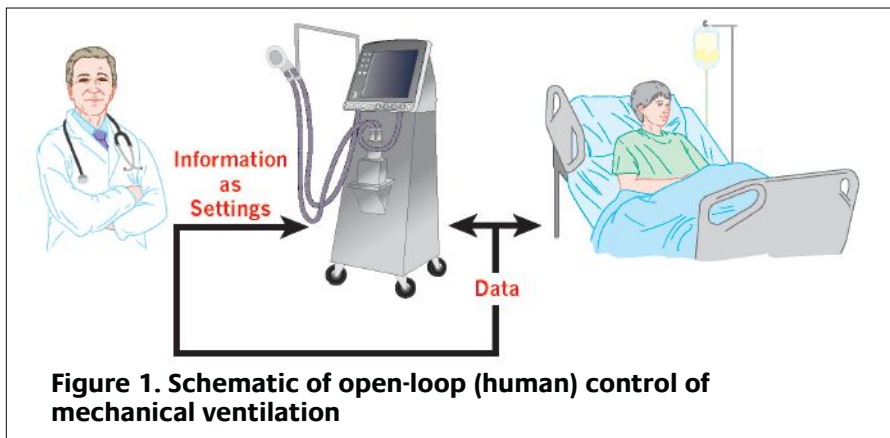 Information
as
Settings
Data
Figure 1. Schematic of open-loop (human) control of
mechanical ventilation